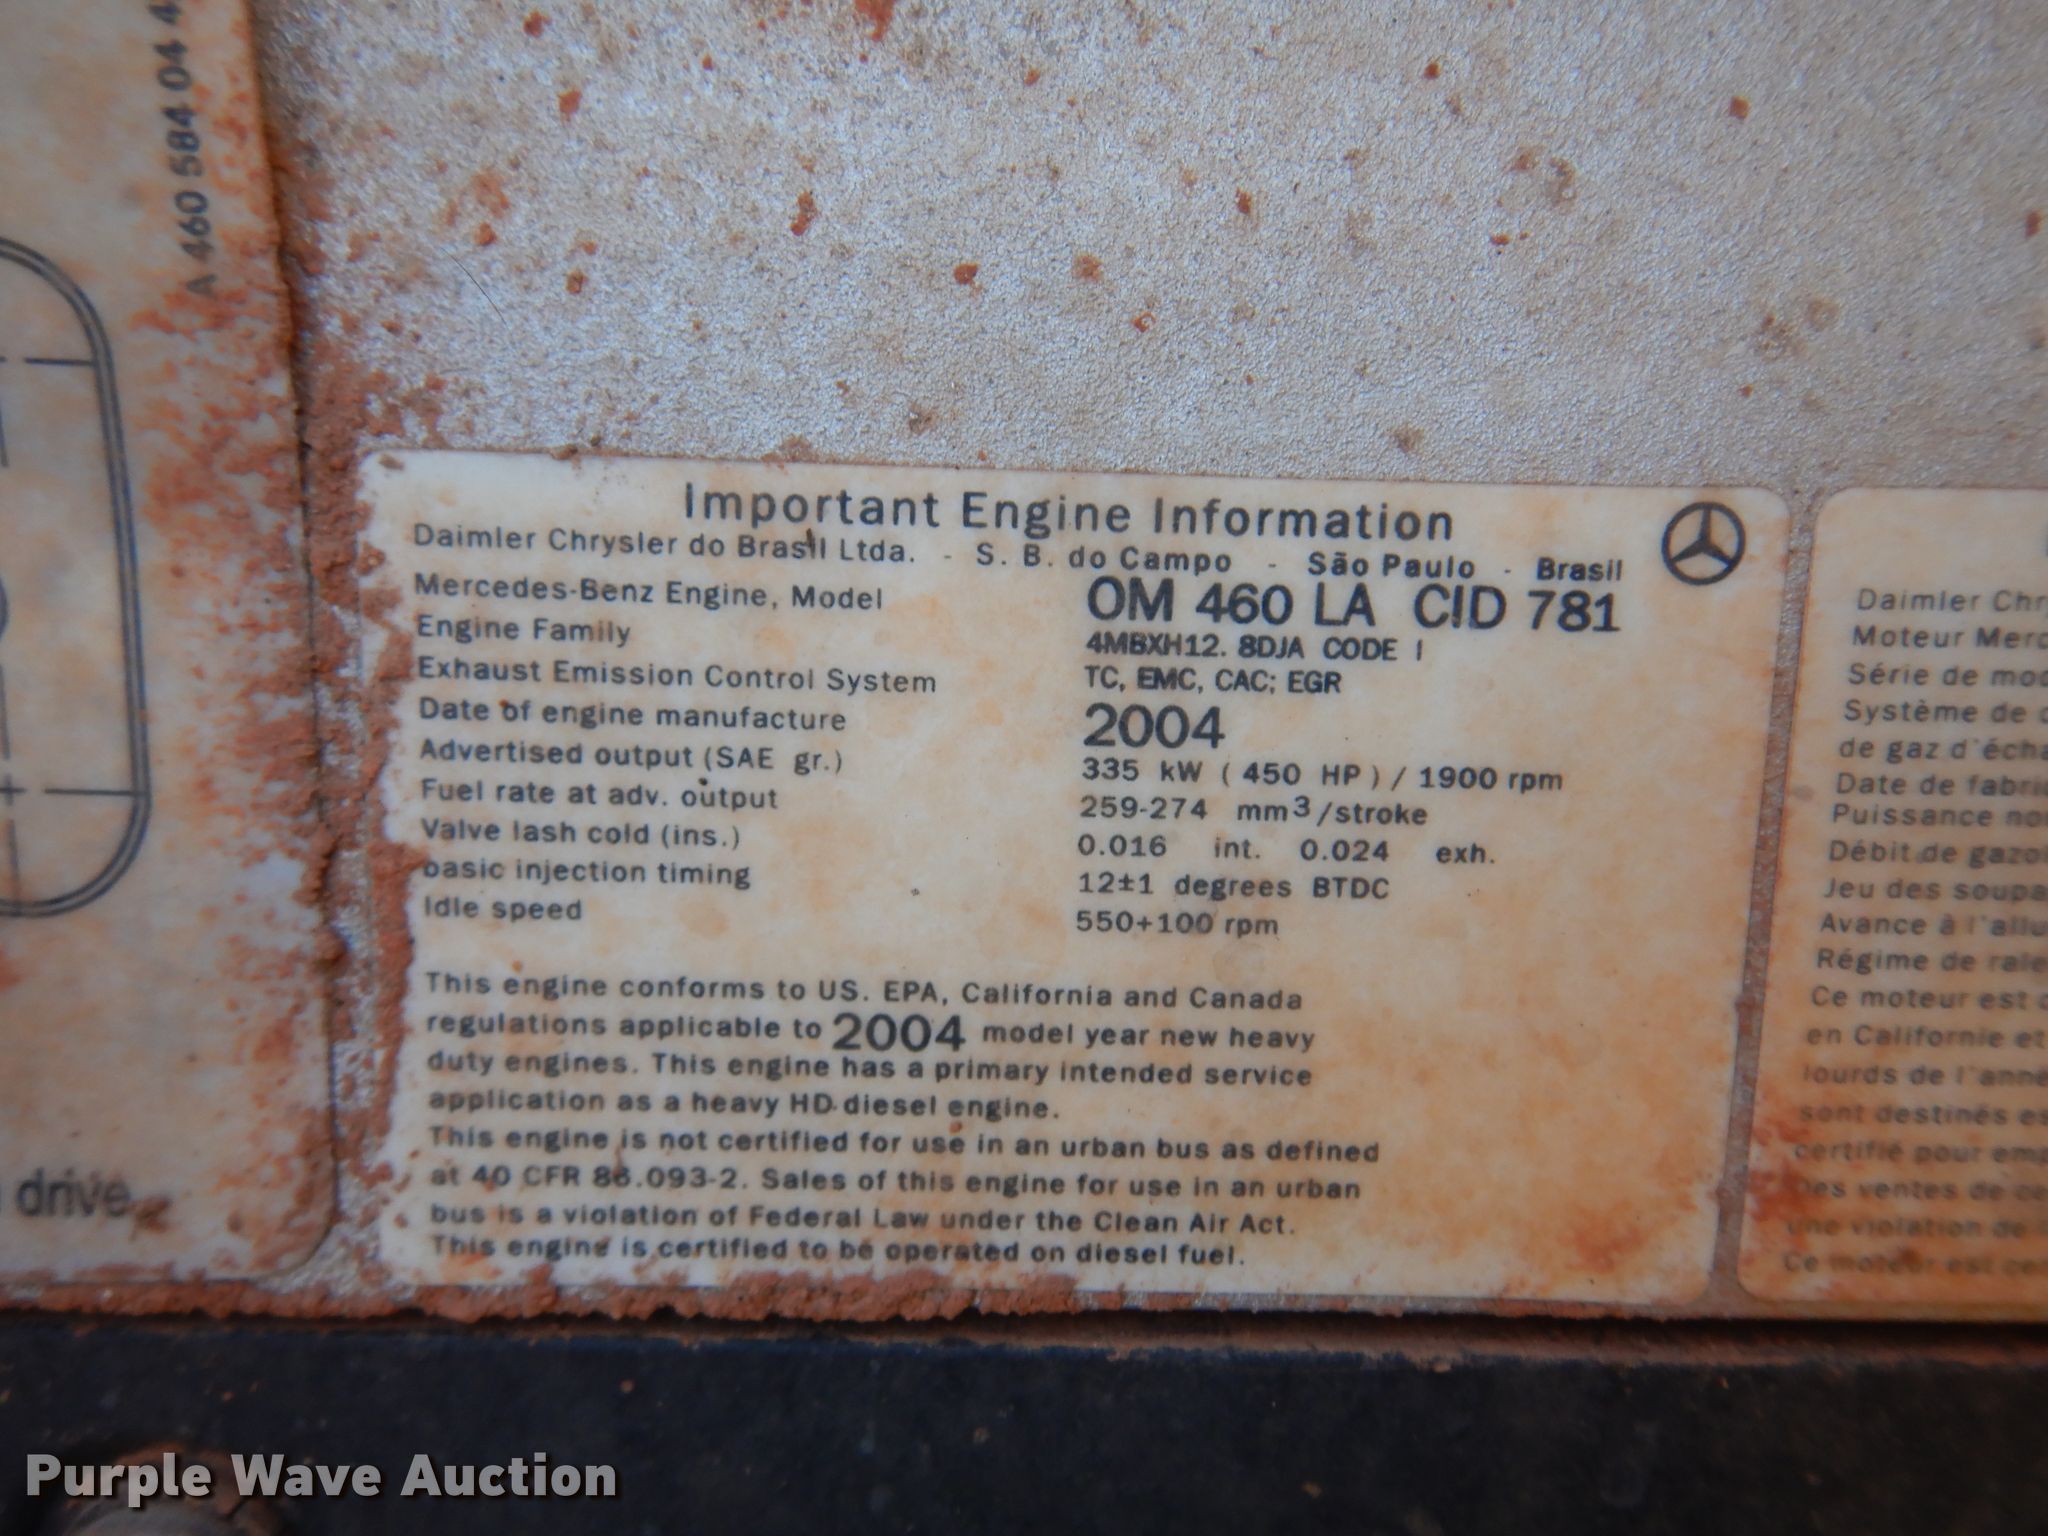 A 460 584 04 4
drive
Important Engine Information
Daimler Chrysler do Brasil Ltda. - S. B. do Campo - São Paulo - Brasil
Mercedes-Benz Engine, Model OM 460 LA CID 781
Engine Family 4MBXH12. 8DJA CODE I
Exhaust Emission Control System TC, EMC, CAC; EGR
Date of engine manufacture 2004
Advertised output (SAE gr.) 335 kW ( 450 HP ) / 1900 rpm
Fuel rate at adv. output 259-274 mm3/stroke
Valve lash cold (ins.) 0.016 int. 0.024 exh.
basic injection timing 12±1 degrees BTDC
Idle speed 550+100 rpm
This engine conforms to US. EPA, California and Canada
regulations applicable to 2004 model year new heavy
duty engines. This engine has a primary intended service
application as a heavy HD diesel engine.
This engine is not certified for use in an urban bus as defined
at 40 CFR 86.093-2. Sales of this engine for use in an urban
bus is a violation of Federal Law under the Clean Air Act.
This engine is certified to be operated on diesel fuel.
Daimler Chr
Moteur Merc
Série de mod
Système de
de gaz d'écha
Date de fabri
Puissance no
Débit de gazol
Jeu des soupa
Avance à l'allu
Régime de rale
Ce moteur est
en Californie et
lourds de l'anné
sont destinés es
certifié pour emp
Des ventes de ce
une violation de
Ce moteur est cer
Purple Wave Auction